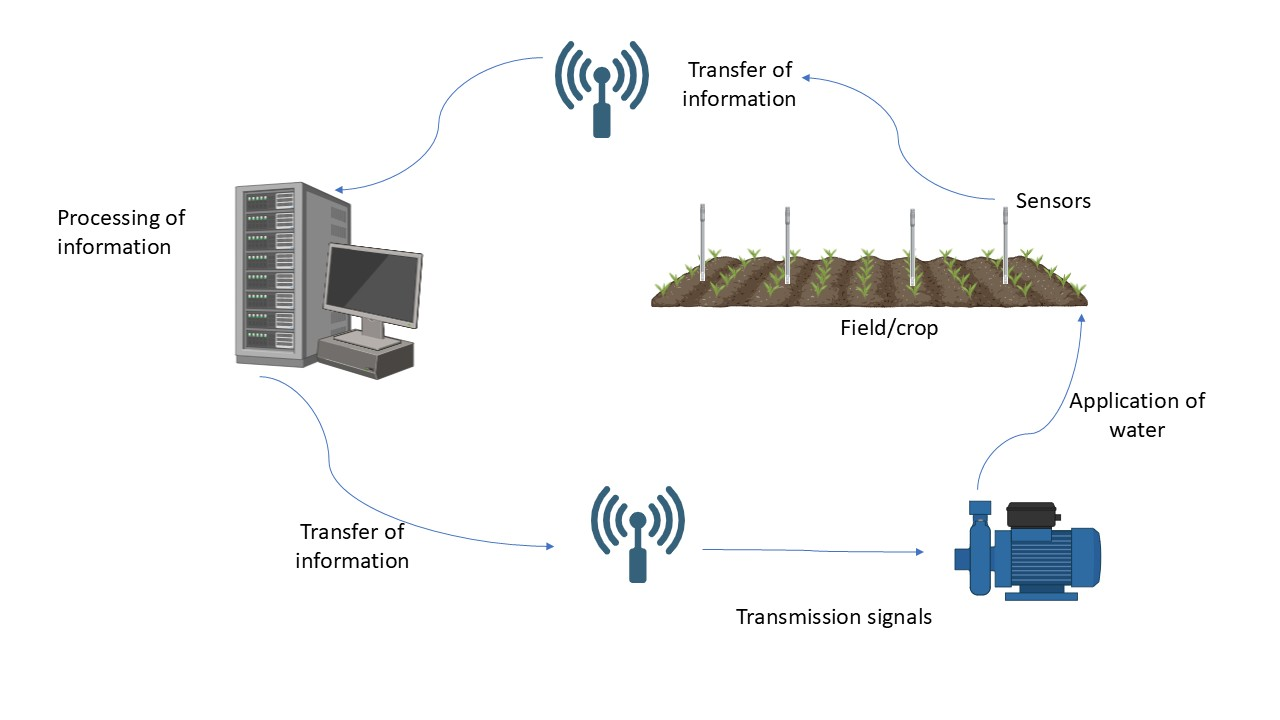 Transfer of
information
Processing of
information
Sensors
Field/crop
Application of
water
Transfer of
information
Transmission signals